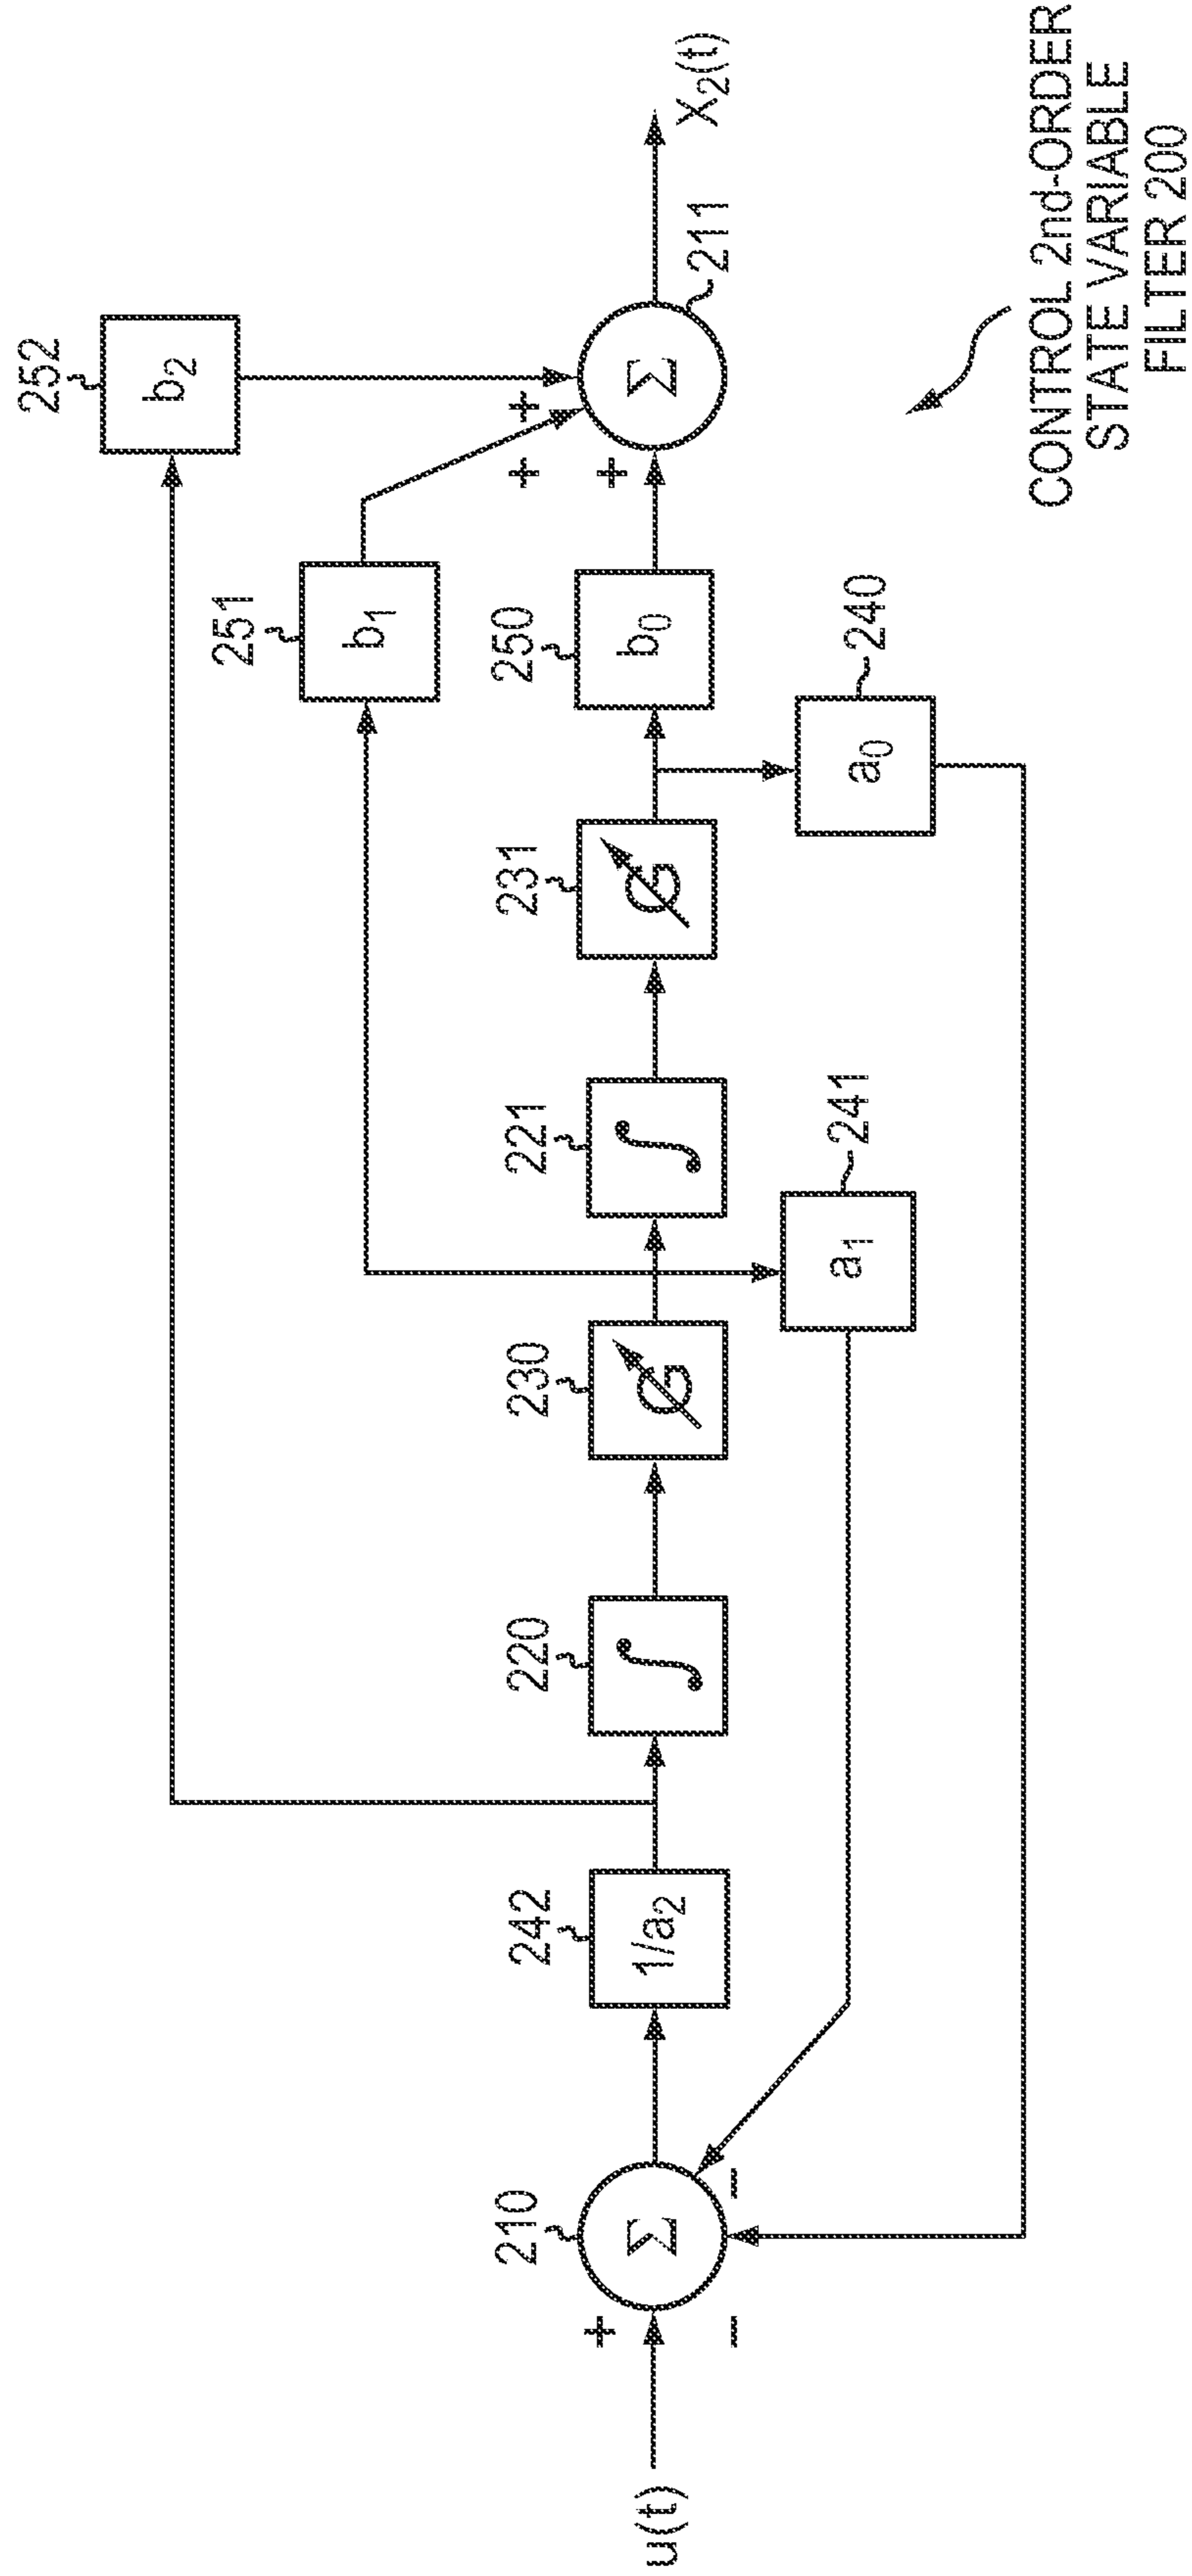 252
b2
251
b1
X2(t)
211
Σ
+
+
+
250
b0
240
a0
231
G
221
∫
241
a1
230
G
220
∫
242
1/a2
210
Σ
+
−
−
u(t)
CONTROL 2nd-ORDER
STATE VARIABLE
FILTER 200